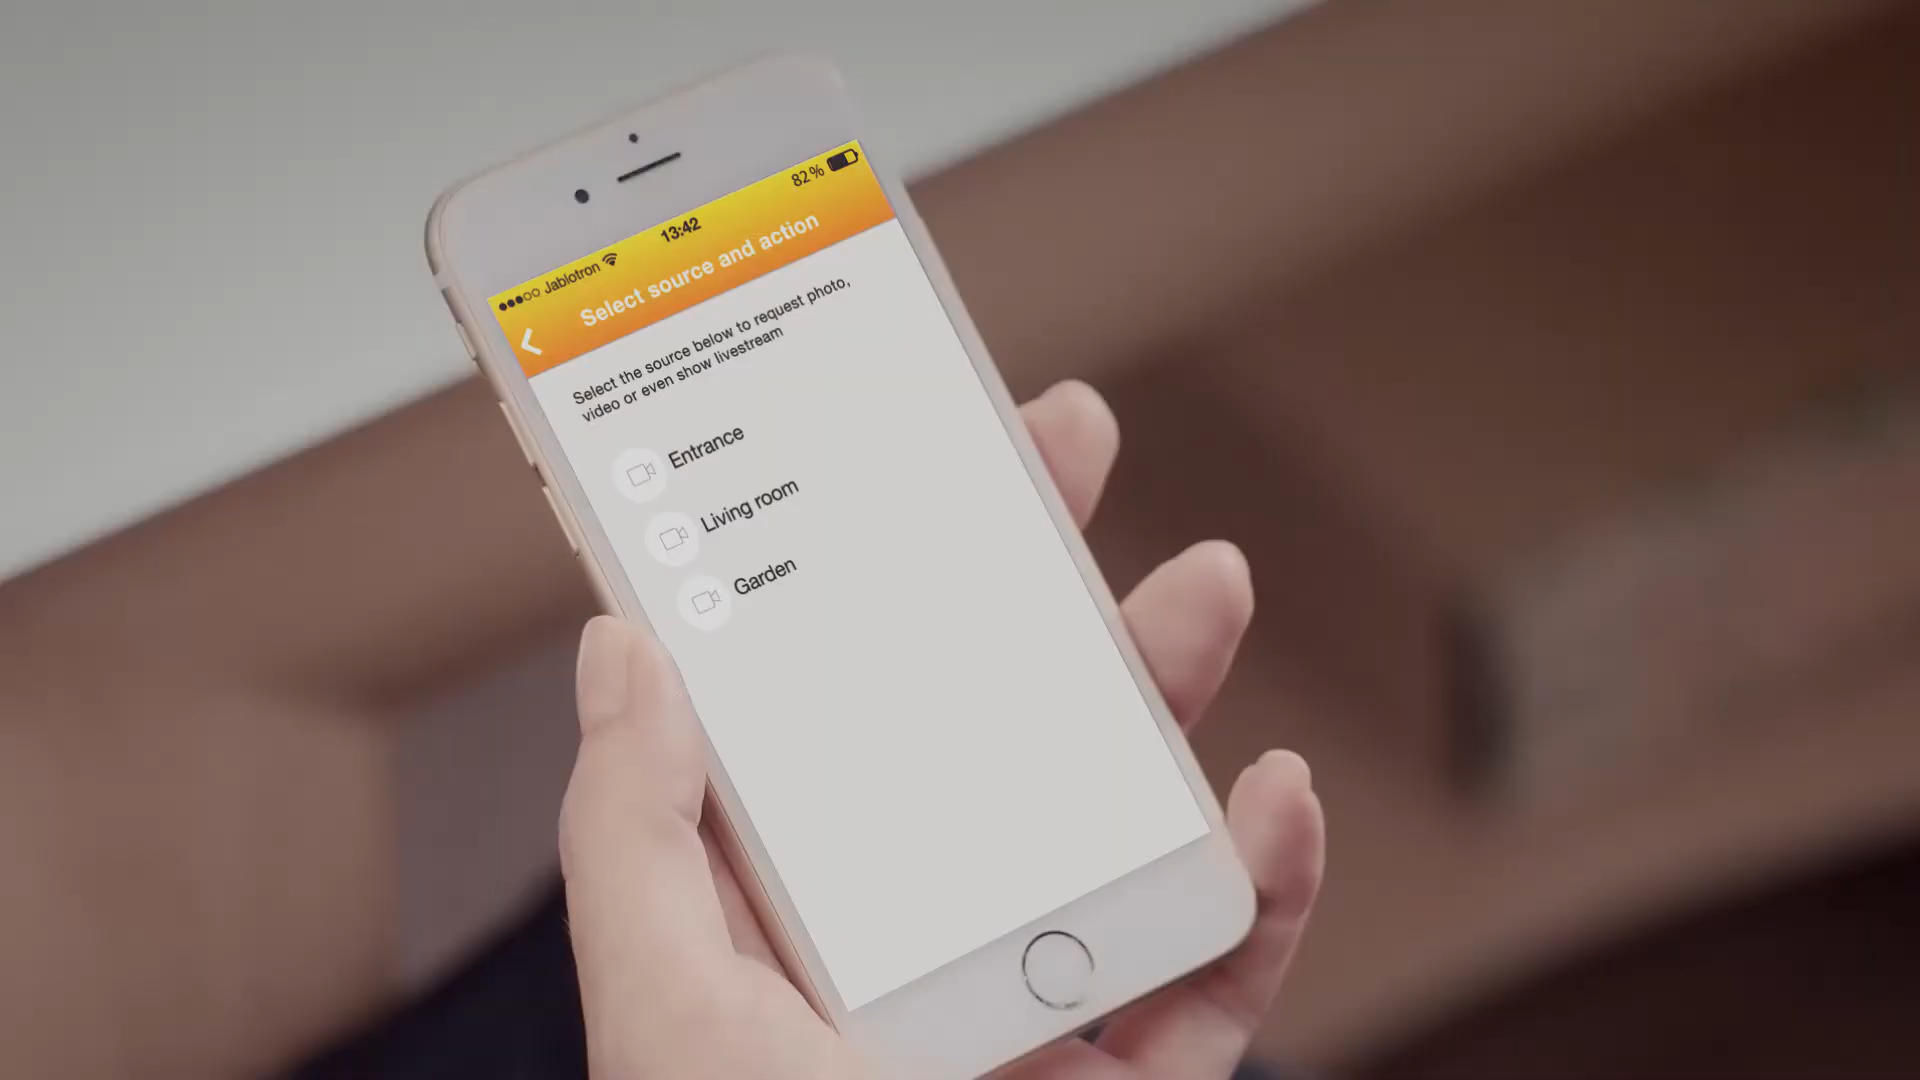 ●●●○○ Jablotron
13:42
82%
Select source and action
Select the source below to request photo,
video or even show livestream
Entrance
Living room
Garden